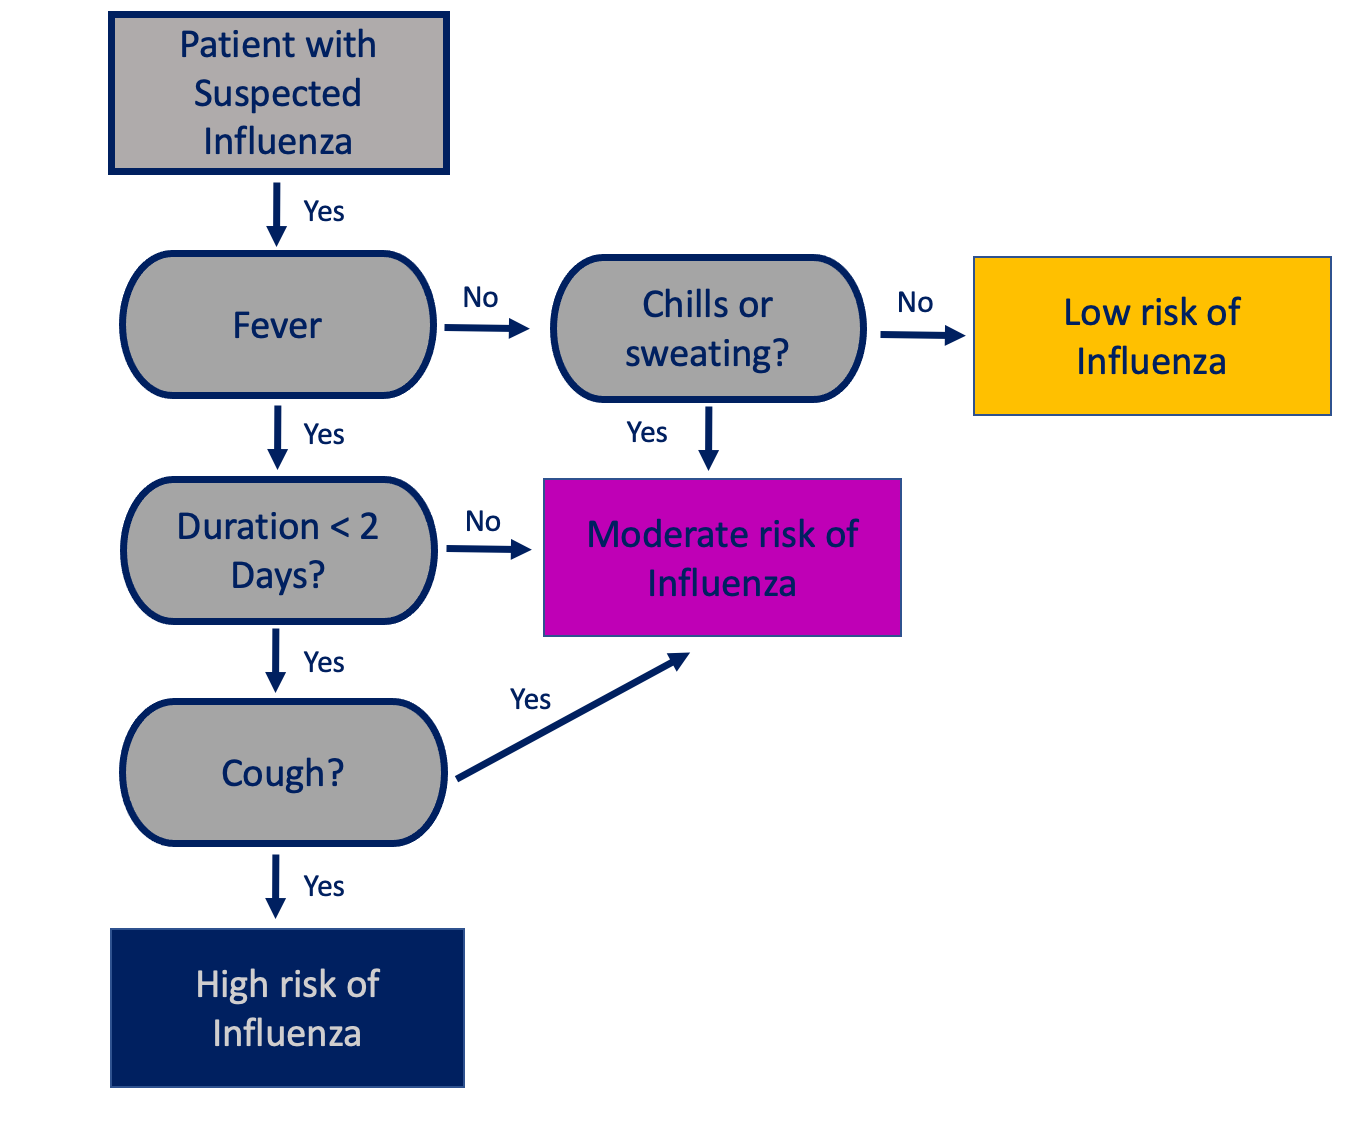 Patient with
Suspected
Influenza
Yes
Fever
No
Chills or
sweating?
No
Low risk of
Influenza
Yes
Yes
Duration < 2
Days?
No
Moderate risk of
Influenza
Yes
Yes
Cough?
Yes
High risk of
Influenza